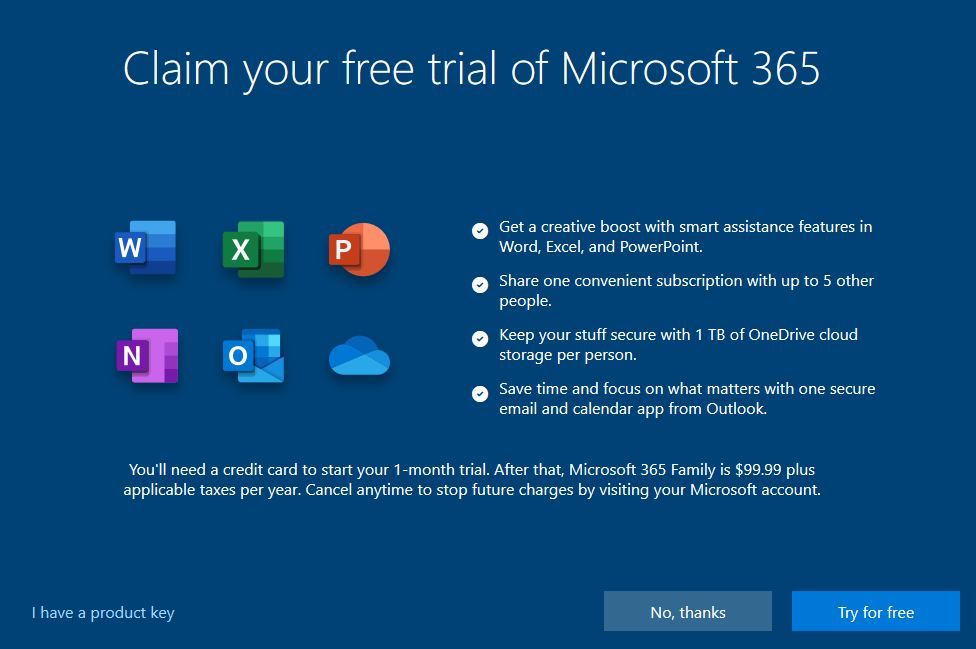 Claim your free trial of Microsoft 365
W
X
P
N
O
Get a creative boost with smart assistance features in
Word, Excel, and PowerPoint.
Share one convenient subscription with up to 5 other
people.
Keep your stuff secure with 1 TB of OneDrive cloud
storage per person.
Save time and focus on what matters with one secure
email and calendar app from Outlook.
You'll need a credit card to start your 1-month trial. After that, Microsoft 365 Family is $99.99 plus
applicable taxes per year. Cancel anytime to stop future charges by visiting your Microsoft account.
I have a product key
No, thanks
Try for free